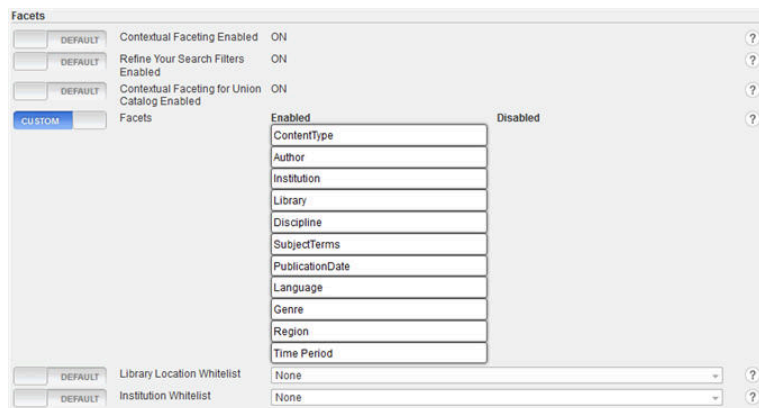 Facets
DEFAULT Contextual Faceting Enabled ON ?
DEFAULT Refine Your Search Filters ON ?
Enabled
DEFAULT Contextual Faceting for Union ON ?
Catalog Enabled
CUSTOM Facets Enabled Disabled ?
ContentType
Author
Institution
Library
Discipline
SubjectTerms
PublicationDate
Language
Genre
Region
Time Period
DEFAULT Library Location Whitelist None ?
DEFAULT Institution Whitelist None ?